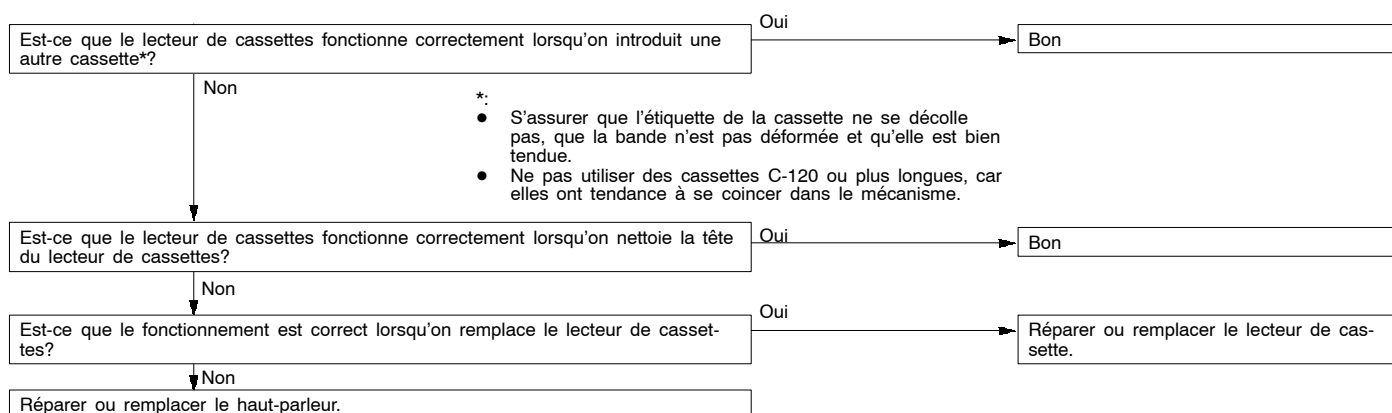 Oui
Est-ce que le lecteur de cassettes fonctionne correctement lorsqu'on introduit une
autre cassette*?
Bon
Non
*:
● S'assurer que l'étiquette de la cassette ne se décolle
pas, que la bande n'est pas déformée et qu'elle est bien
tendue.
● Ne pas utiliser des cassettes C-120 ou plus longues, car
elles ont tendance à se coincer dans le mécanisme.
Est-ce que le lecteur de cassettes fonctionne correctement lorsqu'on nettoie la tête
du lecteur de cassettes?
Oui
Bon
Non
Oui
Est-ce que le fonctionnement est correct lorsqu'on remplace le lecteur de casset-
tes?
Réparer ou remplacer le lecteur de cas-
sette.
Non
Réparer ou remplacer le haut-parleur.